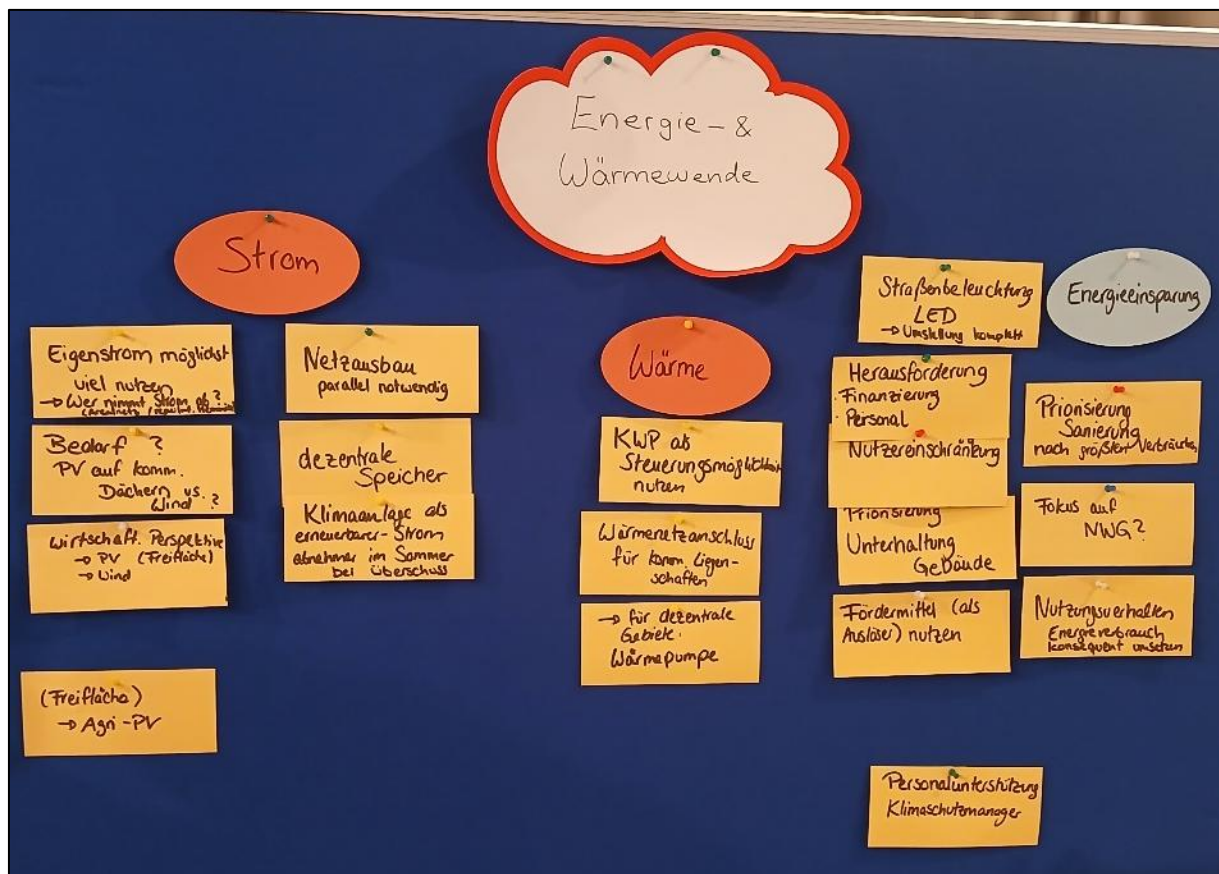 Energie- &
Wärmewende
Strom
Eigenstrom möglichst
viel nutzen
→ Wer nimmt Strom ab?
Bedarf?
PV auf komm.
Dächern vs.
Wind?
Wirtschaft. Perspektive
→ PV (Freifläche)
→ Wind
(Freifläche)
→ Agri-PV
Netzausbau
parallel notwendig
dezentrale
Speicher
Klimaanlage als
erneuerbarer-Strom
abnehmer im Sommer
bei Überschuss
Wärme
KWP als
Steuerungsmöglichkeit
nutzen
Wärmenetzanschluss
für komm. Liegen-
schaften
→ für dezentrale
Gebiete.
Wärmepumpe
Straßenbeleuchtung
LED
→ Umstellung komplett
Herausforderung
· Finanzierung
· Personal
Nutzereinschränkung
Priorisierung
Unterhaltung
Gebäude
Fördermittel (als
Auslöser) nutzen
Personalunterstützung
Klimaschutzmanager
Energieeinsparung
Priorisierung
Sanierung
nach größten Verbräuchen
Fokus auf
NWG?
Nutzungsverhalten
Energieverbrauch
konsequent umsetzen